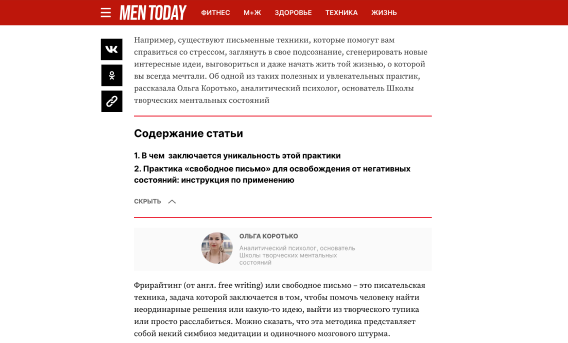 MEN TODAY
ФИТНЕС М+Ж ЗДОРОВЬЕ ТЕХНИКА ЖИЗНЬ
Например, существуют письменные техники, которые помогут вам
справиться со стрессом, заглянуть в свое подсознание, сгенерировать новые
интересные идеи, выговориться и даже начать жить той жизнью, о которой
вы всегда мечтали. Об одной из таких полезных и увлекательных практик,
рассказала Ольга Коротько, аналитический психолог, основатель Школы
творческих ментальных состояний
Содержание статьи
1. В чем заключается уникальность этой практики
2. Практика «свободное письмо» для освобождения от негативных
состояний: инструкция по применению
СКРЫТЬ
ОЛЬГА КОРОТЬКО
Аналитический психолог, основатель
Школы творческих ментальных
состояний
Фрирайтинг (от англ. free writing) или свободное письмо – это писательская
техника, задача которой заключается в том, чтобы помочь человеку найти
неординарные решения или какую-то идею, выйти из творческого тупика
или просто расслабиться. Можно сказать, что эта методика представляет
собой некий симбиоз медитации и одиночного мозгового штурма.